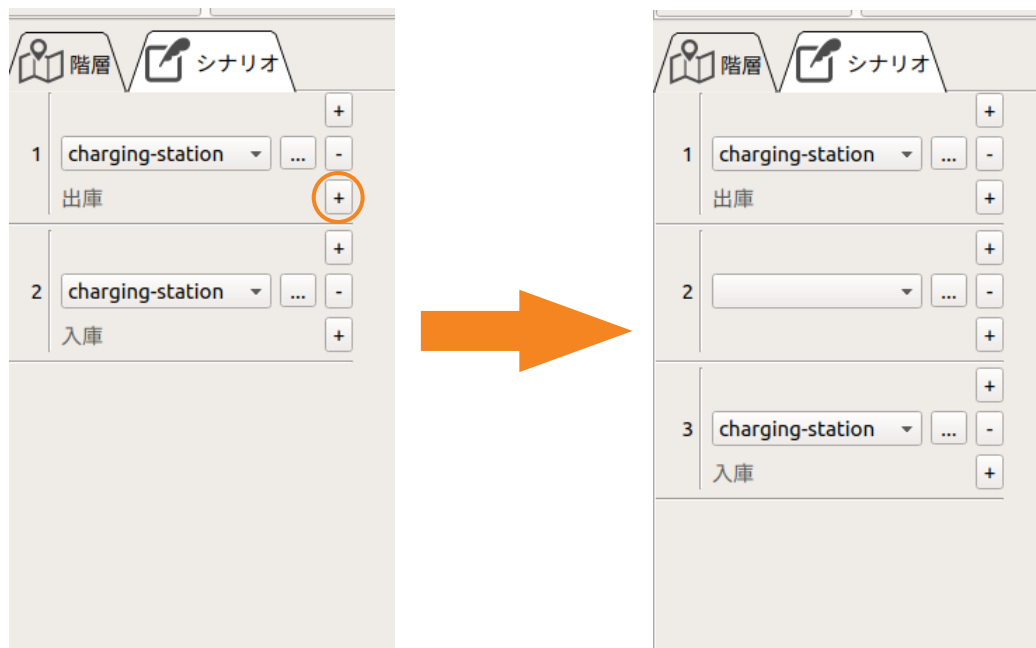 階層 シナリオ
+
1 charging-station ... -
出庫 +
+
2 charging-station ... -
入庫 +
階層 シナリオ
+
1 charging-station ... -
出庫 +
+
2 ... -
+
+
3 charging-station ... -
入庫 +